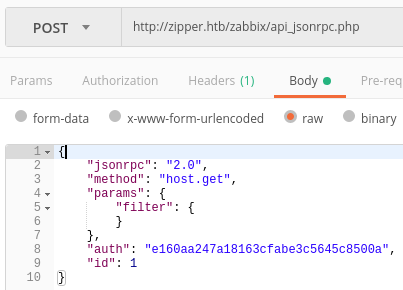 POST http://zipper.htb/zabbix/api_jsonrpc.php
Params Authorization Headers (1) Body Pre-req
form-data x-www-form-urlencoded raw binary
1 {
2 "jsonrpc": "2.0",
3 "method": "host.get",
4 "params": {
5 "filter": {
6 }
7 },
8 "auth": "e160aa247a18163cfabe3c5645c8500a",
9 "id": 1
10 }